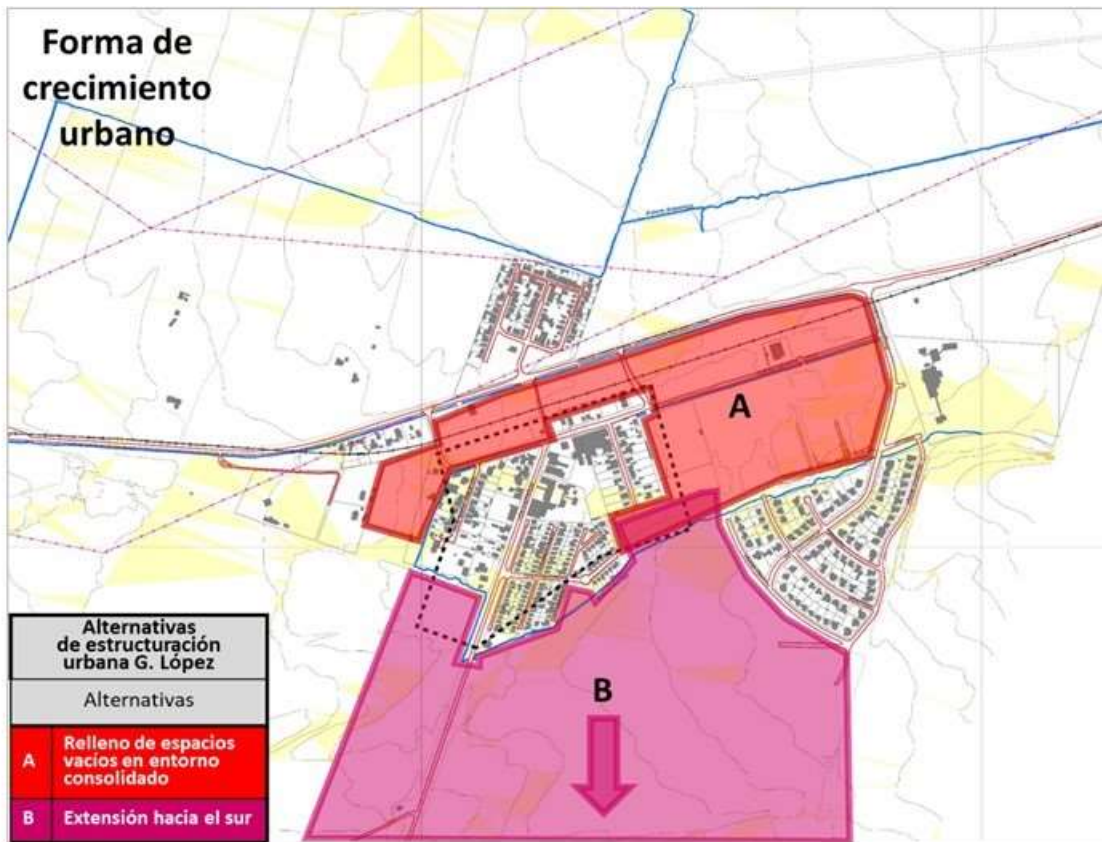 Forma de
crecimiento
urbano
A
B
Alternativas
de estructuración
urbana G. López
Alternativas
A Relleno de espacios
vacíos en entorno
consolidado
B Extensión hacia el sur